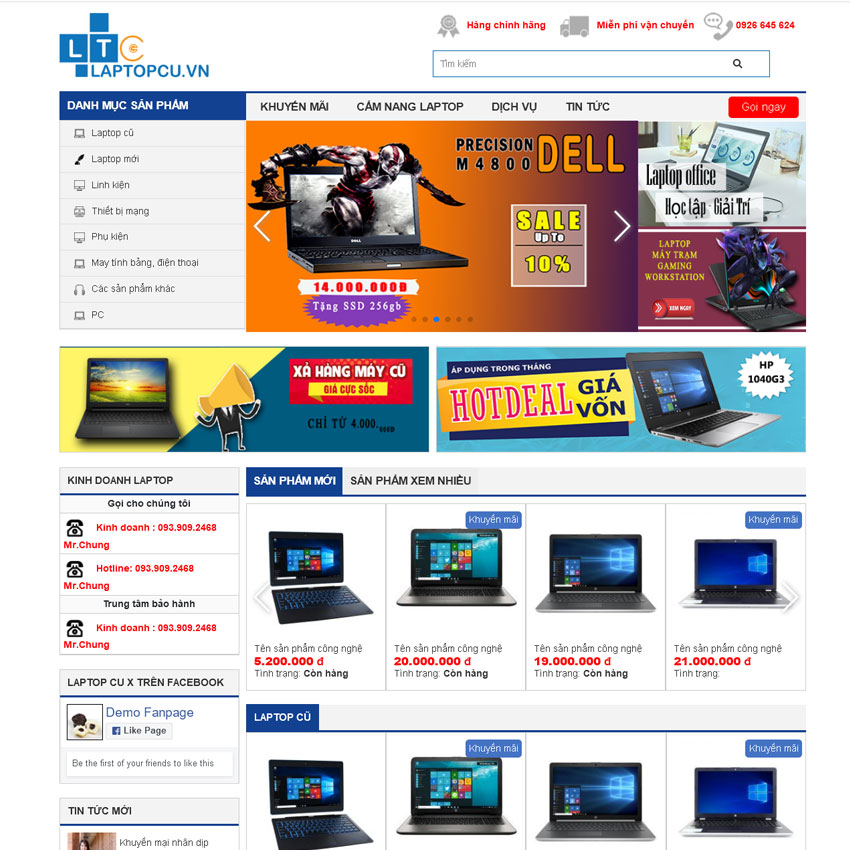 Hàng chính hãng
Miễn phí vận chuyển
0926 645 624
LTC
LAPTOPCU.VN
Tìm kiếm
DANH MỤC SẢN PHẨM
KHUYẾN MÃI
CẨM NANG LAPTOP
DỊCH VỤ
TIN TỨC
Gọi ngay
Laptop cũ
Laptop mới
Linh kiện
Thiết bị mạng
Phụ kiện
May tính bảng, điện thoại
Các sản phẩm khác
PC
PRECISION
M4800
DELL
SALE
Up To
10%
14.000.000Đ
Tặng SSD 256gb
Laptop office
Học lập - Giải Trí
LAPTOP
MÁY TRẠM
GAMING
WORKSTATION
XEM NGAY
XẢ HÀNG MÁY CŨ
GIÁ CỰC SỐC
CHỈ TỪ 4.000.000Đ
ÁP DỤNG TRONG THÁNG
HOTDEAL
GIÁ
VỐN
HP
1040G3
KINH DOANH LAPTOP
Gọi cho chúng tôi
Kinh doanh : 093.909.2468
Mr.Chung
Hotline: 093.909.2468
Mr.Chung
Trung tâm bảo hành
Kinh doanh : 093.909.2468
Mr.Chung
LAPTOP CU X TRÊN FACEBOOK
Demo Fanpage
Like Page
Be the first of your friends to like this
TIN TỨC MỚI
Khuyến mại nhân dịp
SẢN PHẨM MỚI
SẢN PHẨM XEM NHIỀU
Khuyến mãi
Khuyến mãi
Tên sản phẩm công nghệ
5.200.000 đ
Tình trạng: Còn hàng
Tên sản phẩm công nghệ
20.000.000 đ
Tình trạng: Còn hàng
Tên sản phẩm công nghệ
19.000.000 đ
Tình trạng: Còn hàng
Tên sản phẩm công nghệ
21.000.000 đ
Tình trạng:
LAPTOP CŨ
Khuyến mãi
Khuyến mãi